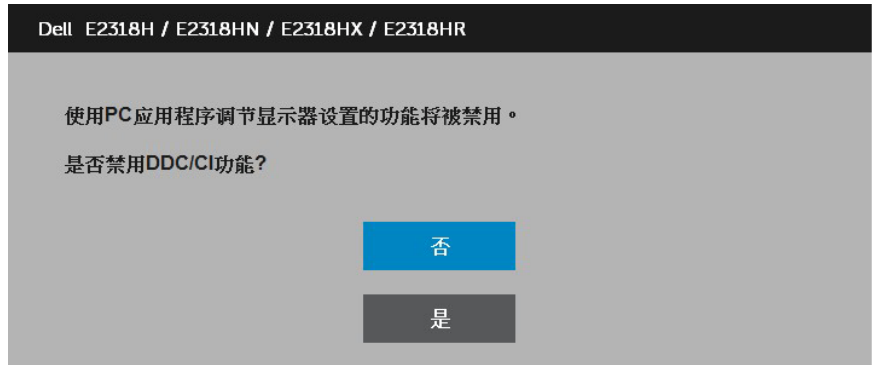 Dell E2318H / E2318HN / E2318HX / E2318HR
使用PC应用程序调节显示器设置的功能将被禁用。
是否禁用DDC/CI功能?
否
是